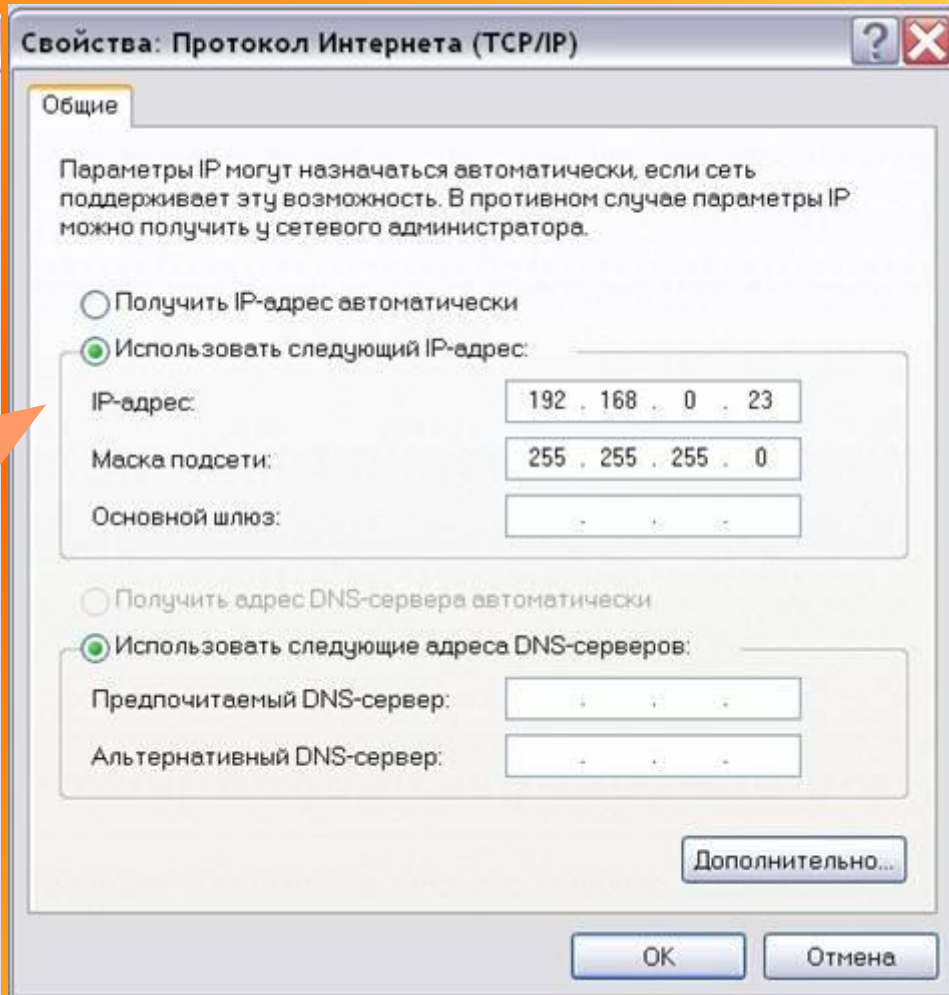 Свойства: Протокол Интернета (TCP/IP)
?
Общие
Параметры IP могут назначаться автоматически, если сеть
поддерживает эту возможность. В противном случае параметры IP
можно получить у сетевого администратора.
Получить IP-адрес автоматически
Использовать следующий IP-адрес:
IP-адрес: 192 . 168 . 0 . 23
Маска подсети: 255 . 255 . 255 . 0
Основной шлюз: . . .
Получить адрес DNS-сервера автоматически
Использовать следующие адреса DNS-серверов:
Предпочитаемый DNS-сервер: . . .
Альтернативный DNS-сервер: . . .
Дополнительно...
OK Отмена